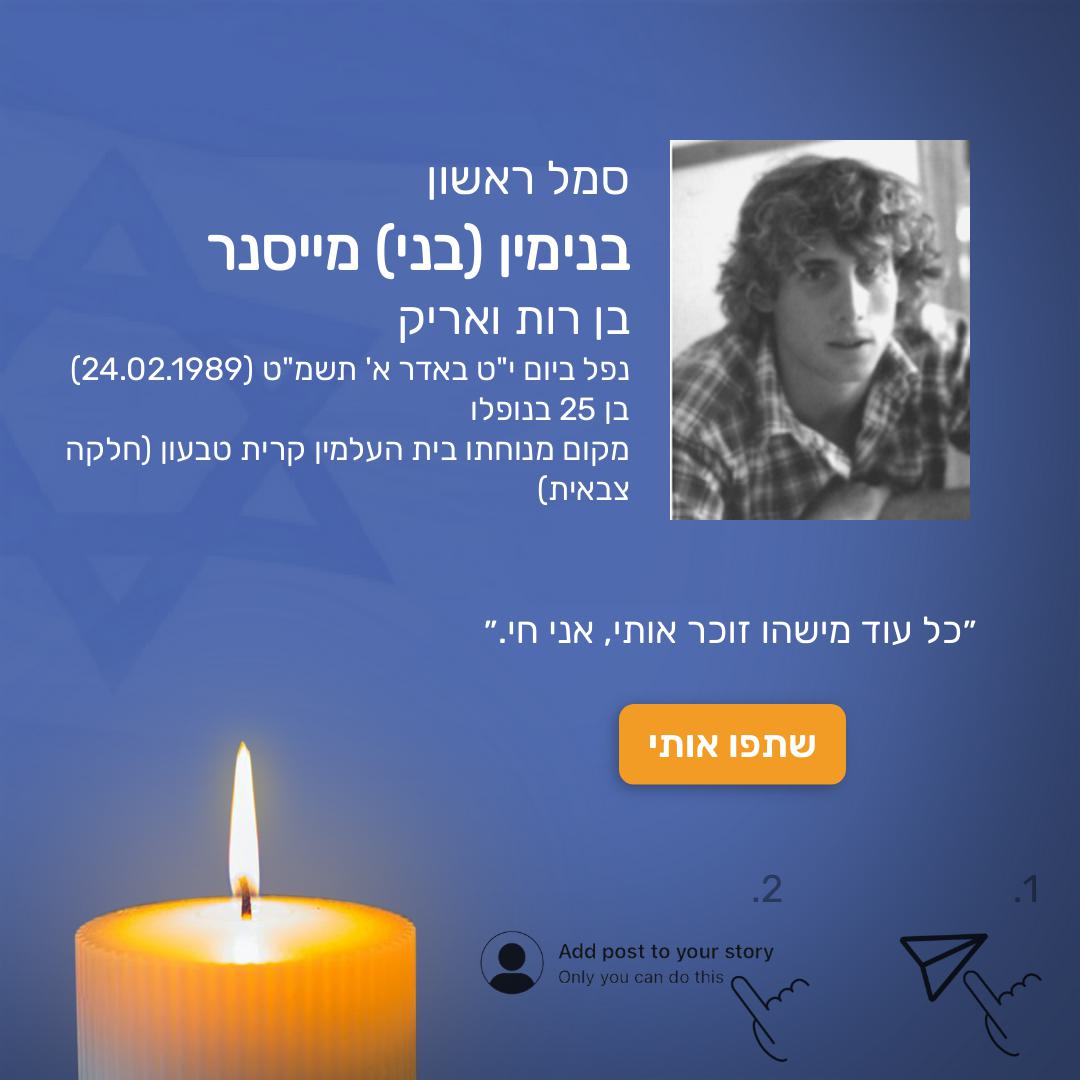 סמל ראשון
בנימין (בני) מייסנר
בן רות ואריק
נפל ביום י"ט באדר א' תשמ"ט (24.02.1989)
בן 25 בנופלו
מקום מנוחתו בית העלמין קרית טבעון (חלקה
צבאית)
״כל עוד מישהו זוכר אותי, אני חי.״
שתפו אותי
.1
.2
Add post to your story
Only you can do this